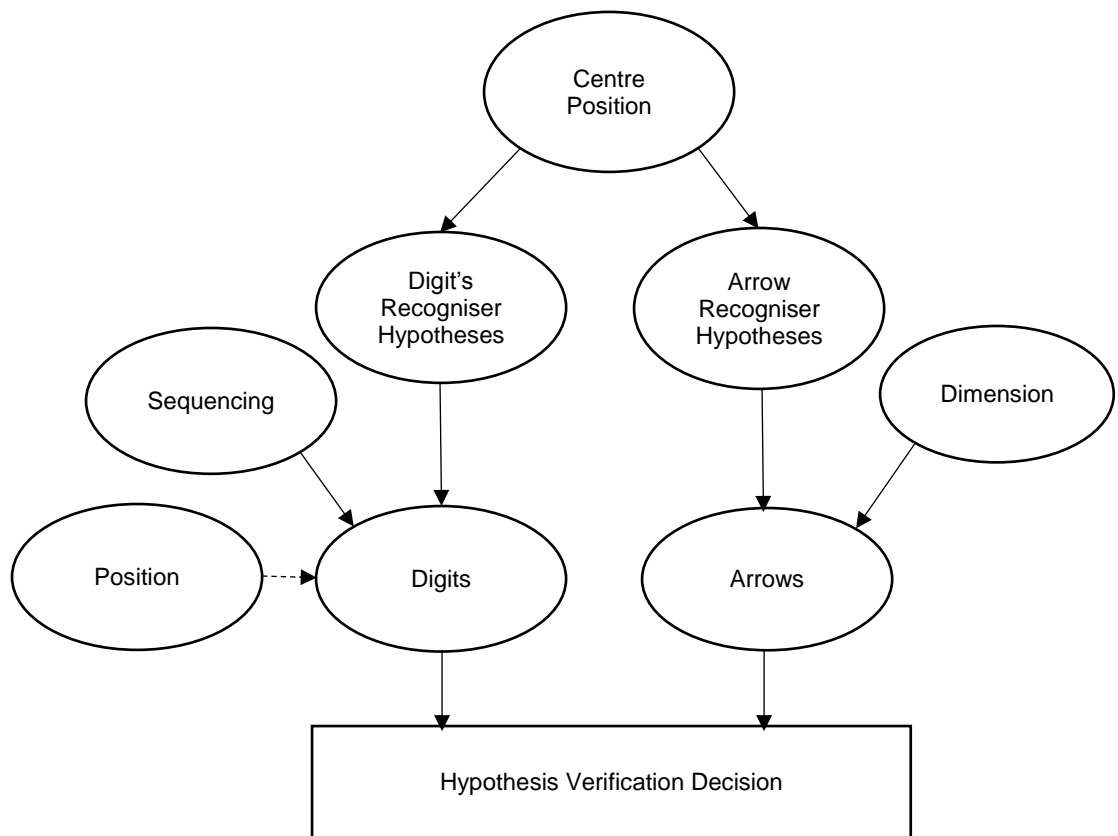 Centre
Position
Digit’s
Recogniser
Hypotheses
Arrow
Recogniser
Hypotheses
Sequencing
Dimension
Position
Digits
Arrows
Hypothesis Verification Decision